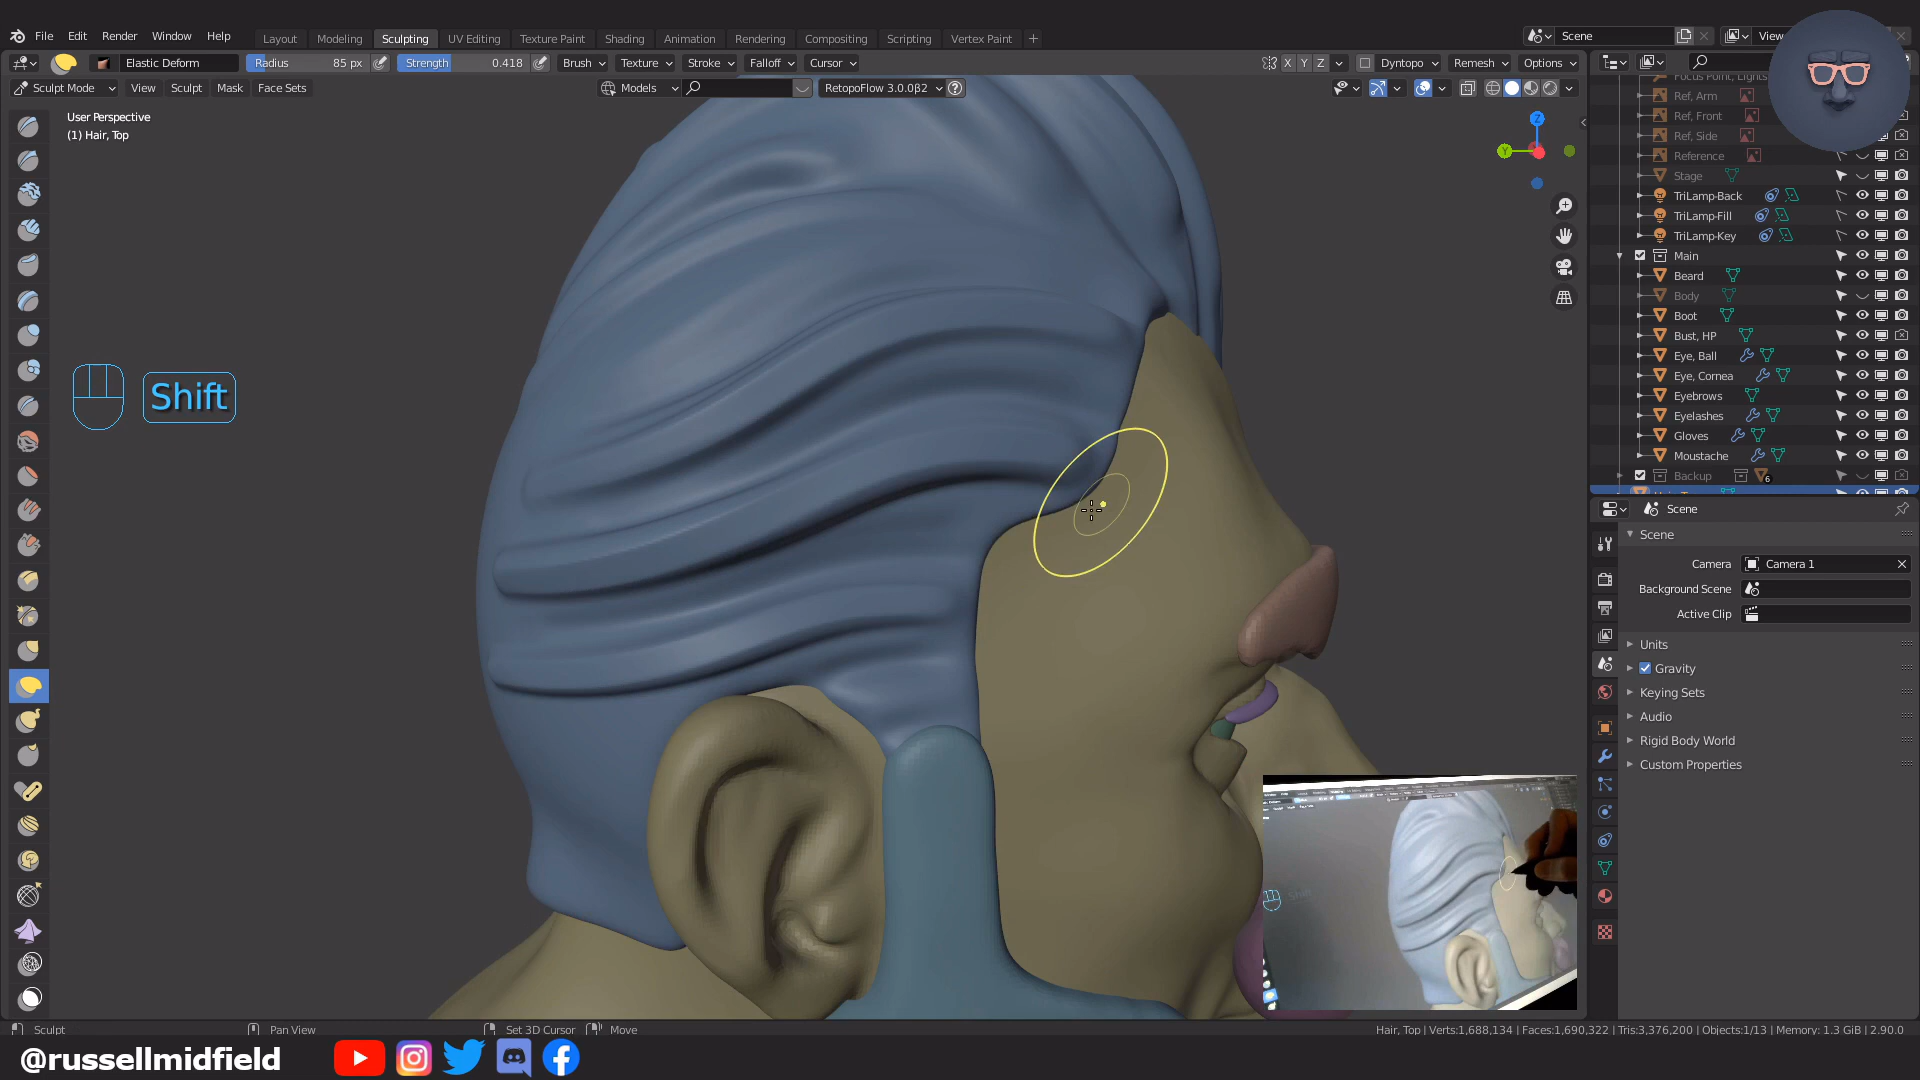 File Edit Render Window Help Layout Modeling Sculpting UV Editing Texture Paint Shading Animation Rendering Compositing Scripting Vertex Paint + Scene View
Elastic Deform Radius 85 px Strength 0.418 Brush Texture Stroke Falloff Cursor X Y Z Dyntopo Remesh Options
Sculpt Mode View Sculpt Mask Face Sets Models RetopoFlow 3.0.0β2
User Perspective
(1) Hair, Top
Z
Y
Shift
Focus Point, Lights
Ref, Arm
Ref, Front
Ref, Side
Reference
Stage
TriLamp-Back
TriLamp-Fill
TriLamp-Key
Main
Beard
Body
Boot
Bust, HP
Eye, Ball
Eye, Cornea
Eyebrows
Eyelashes
Gloves
Moustache
Backup 6
Scene
Scene
Camera Camera 1
Background Scene
Active Clip
Units
Gravity
Keying Sets
Audio
Rigid Body World
Custom Properties
Sculpt Pan View Set 3D Cursor Move Hair, Top | Verts:1,688,134 | Faces:1,690,322 | Tris:3,376,200 | Objects:1/13 | Memory: 1.3 GiB | 2.90.0
@russellmidfield